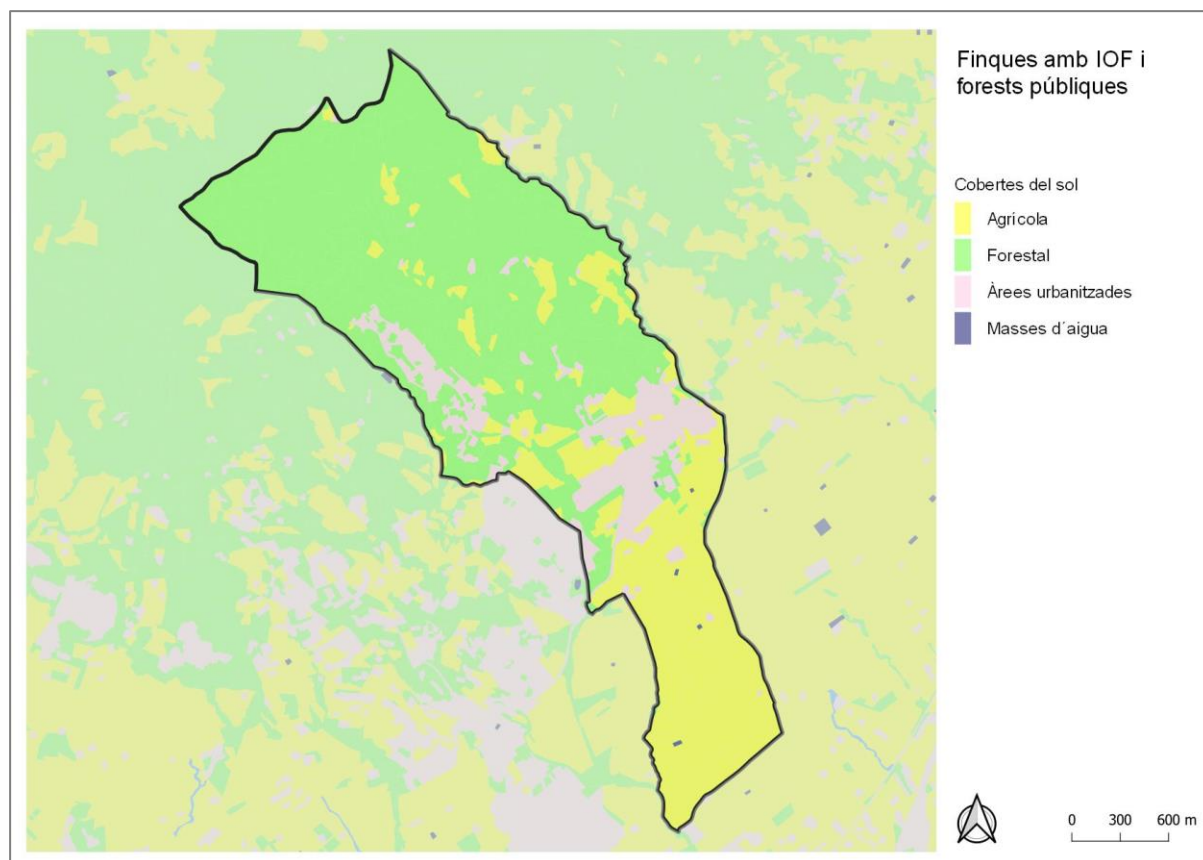 Finques amb IOF i
forests públiques
Cobertes del sol
Agrícola
Forestal
Àrees urbanitzades
Masses d´aigua
0 300 600 m